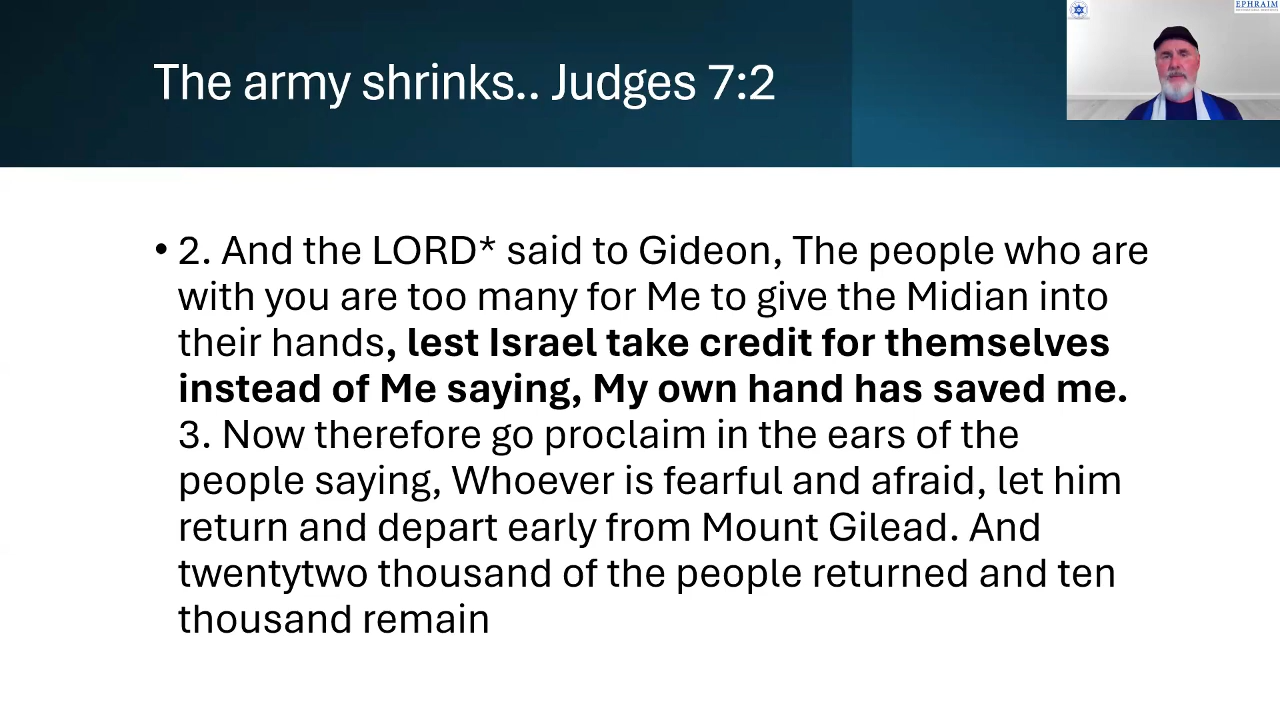 The army shrinks.. Judges 7:2
EPHRAIM
• 2. And the LORD* said to Gideon, The people who are
with you are too many for Me to give the Midian into
their hands, lest Israel take credit for themselves
instead of Me saying, My own hand has saved me.
3. Now therefore go proclaim in the ears of the
people saying, Whoever is fearful and afraid, let him
return and depart early from Mount Gilead. And
twentytwo thousand of the people returned and ten
thousand remain